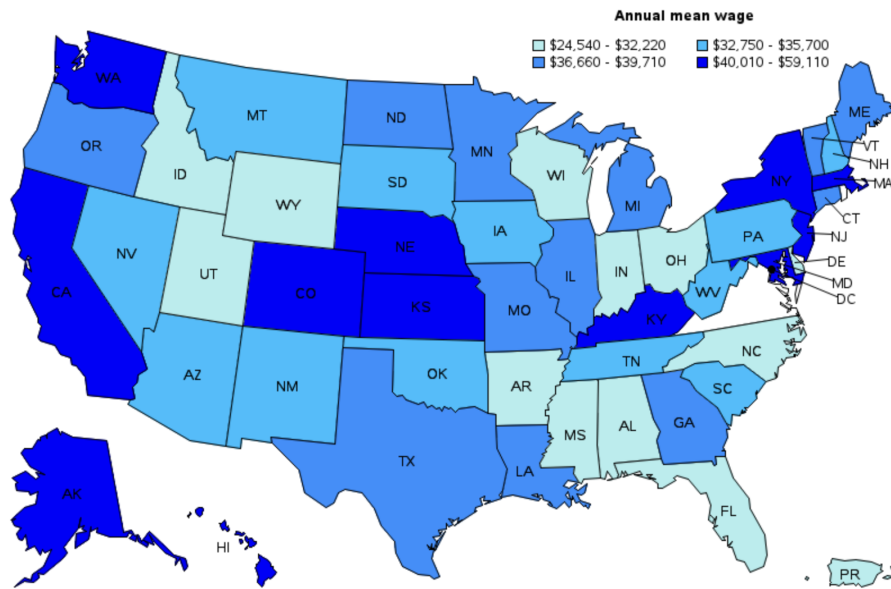 Annual mean wage
$24,540 - $32,220
$32,750 - $35,700
$36,660 - $39,710
$40,010 - $59,110
WA
MT
ND
MN
ME
OR
ID
SD
WI
VT
NH
WY
MI
NY
MA
CT
NV
NE
IA
PA
NJ
UT
CO
IL
IN
OH
DE
CA
KS
MO
WV
MD
DC
KY
AZ
NM
OK
TN
NC
AR
SC
MS
AL
GA
TX
LA
FL
AK
HI
PR